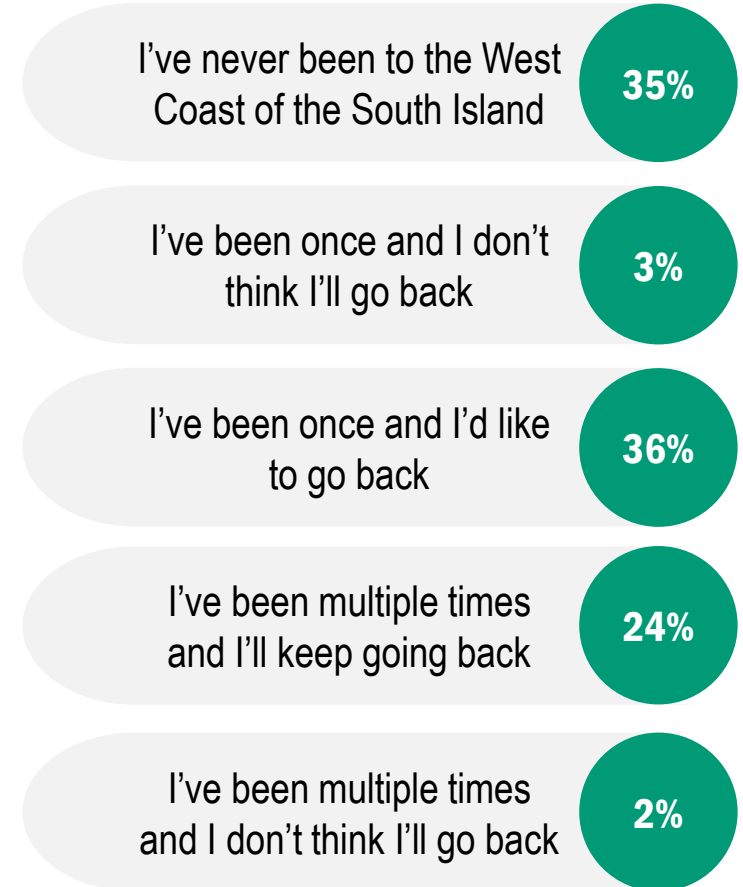 I’ve never been to the West
Coast of the South Island
35%
I’ve been once and I don’t
think I’ll go back
3%
I’ve been once and I’d like
to go back
36%
I’ve been multiple times
and I’ll keep going back
24%
I’ve been multiple times
and I don’t think I’ll go back
2%